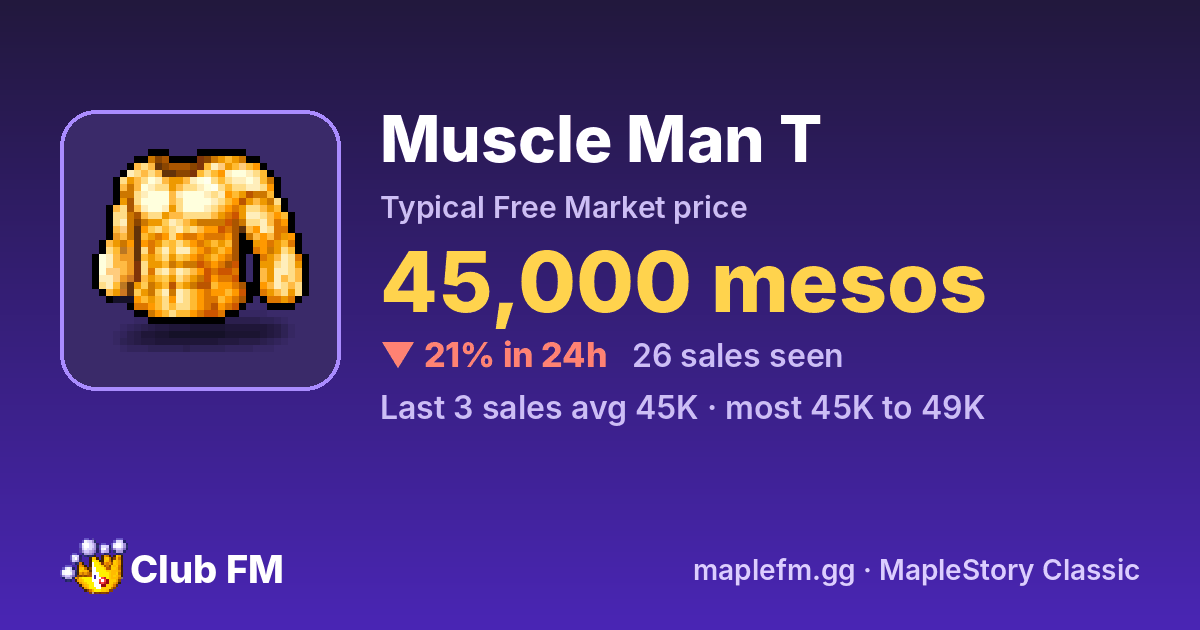 Muscle Man T
Typical Free Market price
45,000 mesos
▼ 21% in 24h 26 sales seen
Last 3 sales avg 45K · most 45K to 49K
Club FM
maplefm.gg · MapleStory Classic